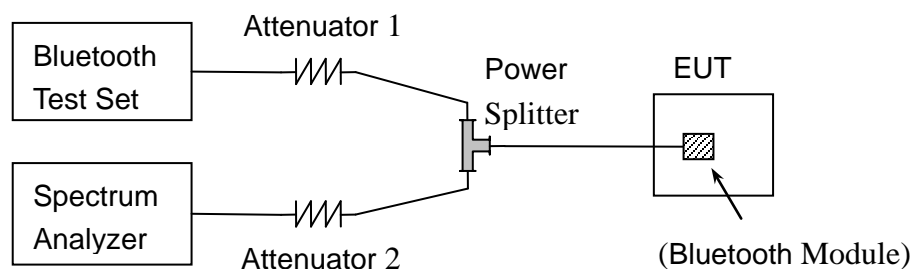 Attenuator 1
Bluetooth
Test Set
Power
Splitter
EUT
Spectrum
Analyzer
Attenuator 2
(Bluetooth Module)